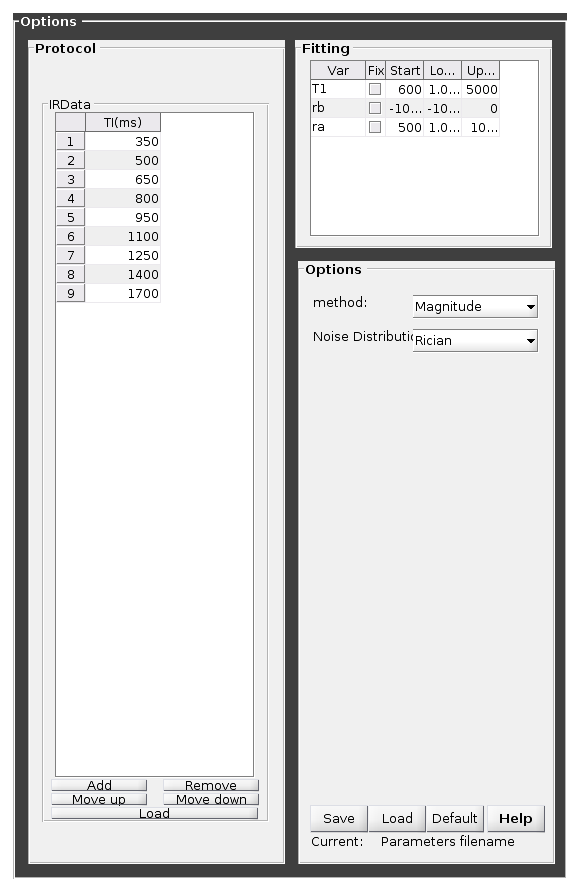 Options
Protocol
IRData
TI(ms)
1 350
2 500
3 650
4 800
5 950
6 1100
7 1250
8 1400
9 1700
Add Remove
Move up Move down
Load
Fitting
Var Fix Start Lo... Up...
T1 600 1.0... 5000
rb -10... -10... 0
ra 500 1.0... 10...
Options
method: Magnitude
Noise Distributic Rician
Save Load Default Help
Current: Parameters filename